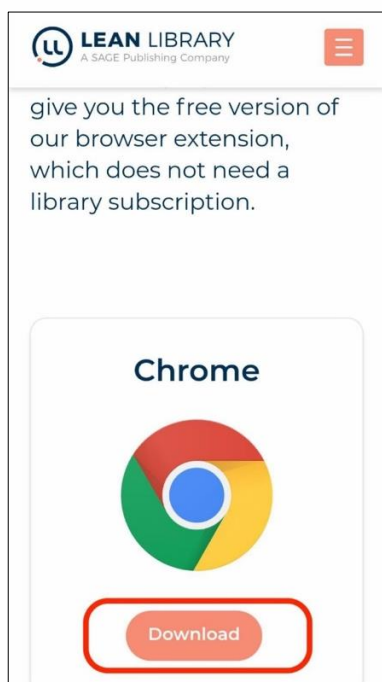 LEAN LIBRARY
A SAGE Publishing Company
give you the free version of
our browser extension,
which does not need a
library subscription.
Chrome
Download